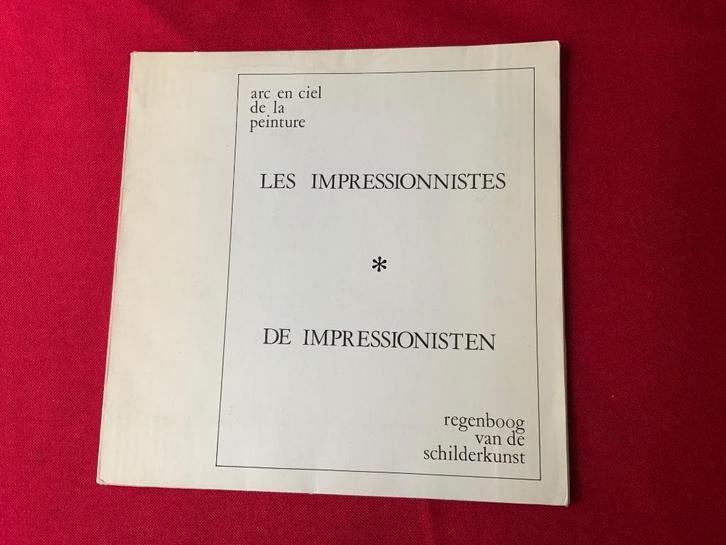 arc en ciel
de la
peinture
LES IMPRESSIONNISTES
*
DE IMPRESSIONISTEN
regenboog
van de
schilderkunst